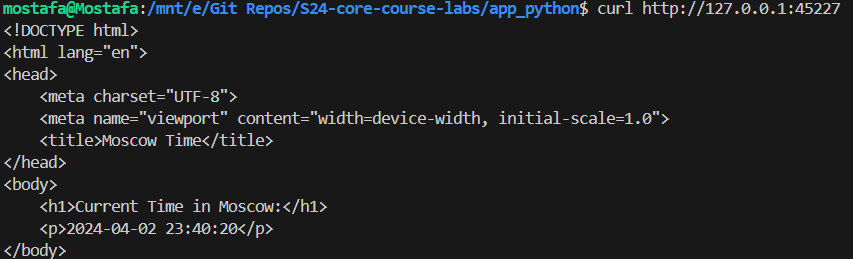 mostafa@Mostafa:/mnt/e/Git Repos/S24-core-course-labs/app_python$ curl http://127.0.0.1:45227
<!DOCTYPE html>
<html lang="en">
<head>
    <meta charset="UTF-8">
    <meta name="viewport" content="width=device-width, initial-scale=1.0">
    <title>Moscow Time</title>
</head>
<body>
    <h1>Current Time in Moscow:</h1>
    <p>2024-04-02 23:40:20</p>
</body>